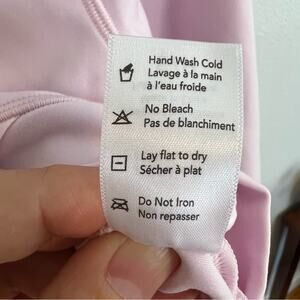 Hand Wash Cold
Lavage à la main
à l'eau froide
No Bleach
Pas de blanchiment
Lay flat to dry
Sécher à plat
Do Not Iron
Non repasser